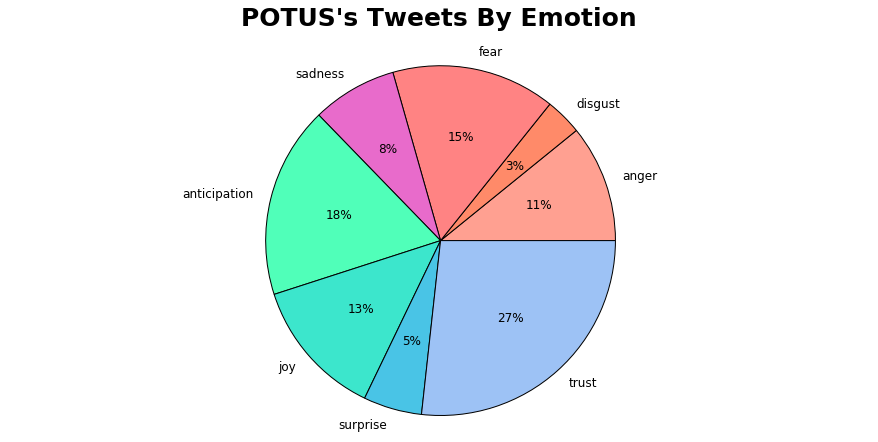 POTUS's Tweets By Emotion
fear
sadness
disgust
15%
8%
3%
anger
anticipation
11%
18%
13%
27%
5%
joy
trust
surprise